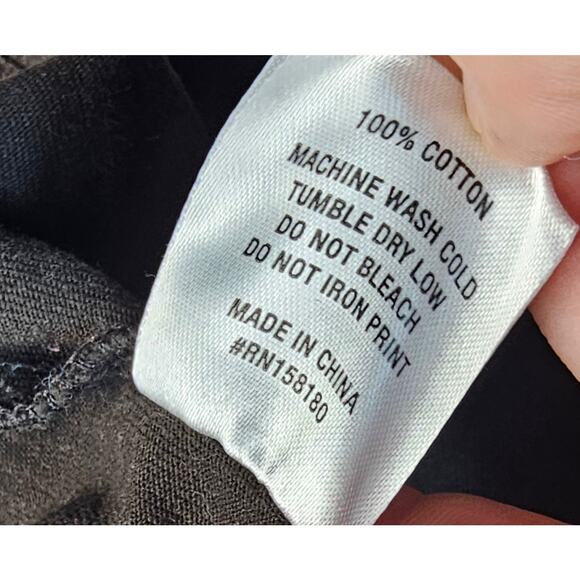 100% COTTON
MACHINE WASH COLD
TUMBLE DRY LOW
DO NOT BLEACH
DO NOT IRON PRINT
MADE IN CHINA
#RN158180